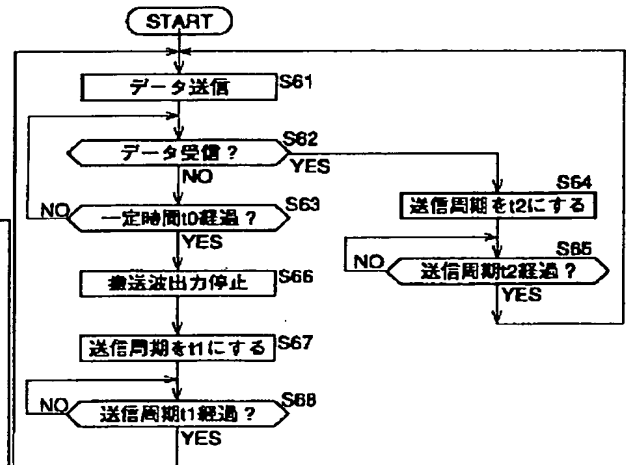 START
データ送信 S61
データ受信？ S62
YES
NO
一定時間t0経過？ S63
NO
YES
搬送波出力停止 S66
送信周期をt1にする S67
送信周期t1経過？ S68
NO
YES
送信周期をt2にする S64
送信周期t2経過？ S65
NO
YES